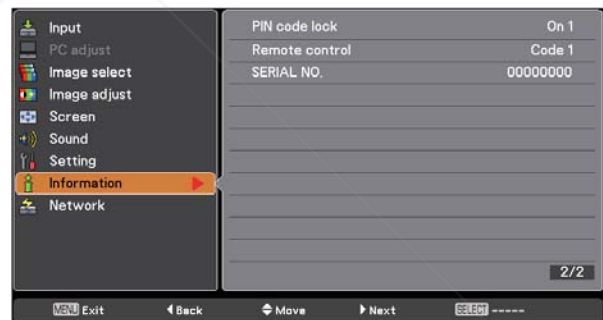 Input
PC adjust
Image select
Image adjust
Screen
Sound
Setting
Information
Network
PIN code lock On 1
Remote control Code 1
SERIAL NO. 00000000
2/2
MENU Exit Back Move Next SELECT -----